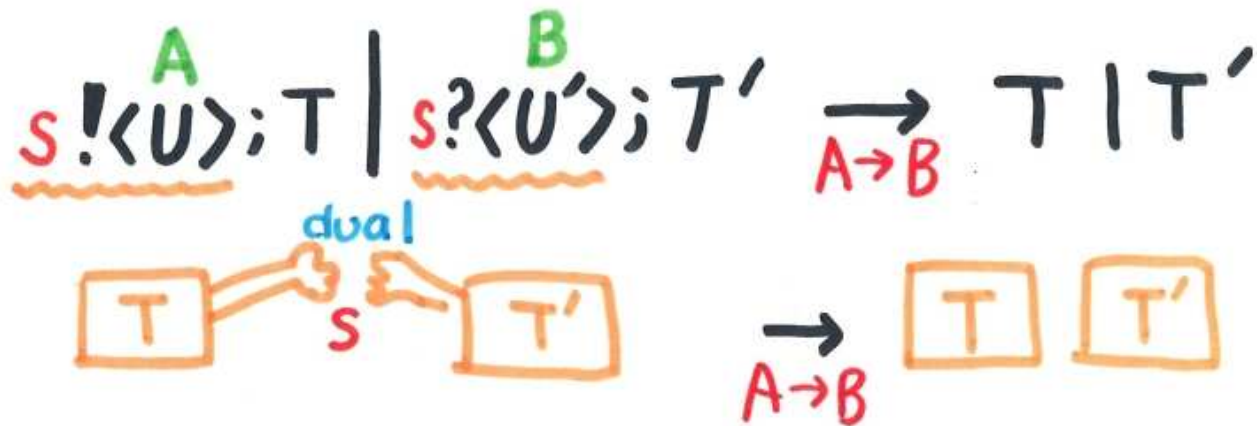 A B
s!<U>;T | s?<U'>;T' → T | T'
A→B
dual
T s T' → T T'
A→B